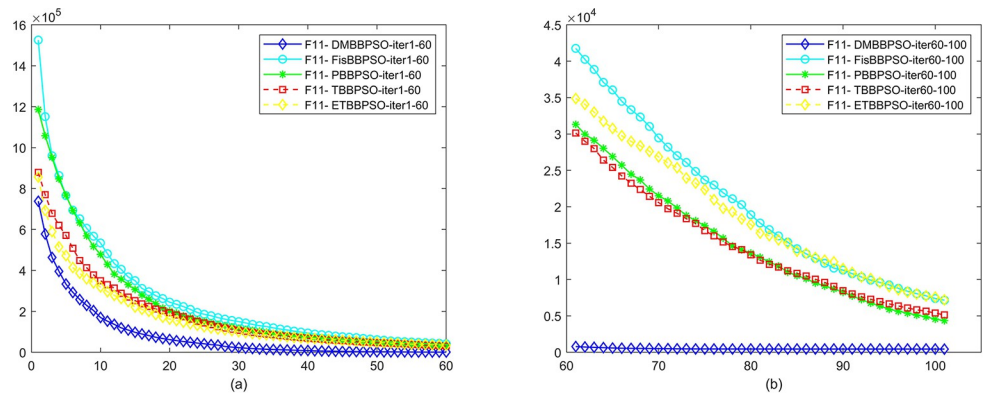 ×10⁵
16
14
12
10
8
6
4
2
0
F11- DMBBPSO-iter1-60
F11- FisBBPSO-iter1-60
F11- PBBPSO-iter1-60
F11- TBBPSO-iter1-60
F11- ETBBPSO-iter1-60
0 10 20 30 40 50 60
(a)
×10⁴
4.5
4
3.5
3
2.5
2
1.5
1
0.5
0
F11- DMBBPSO-iter60-100
F11- FisBBPSO-iter60-100
F11- PBBPSO-iter60-100
F11- TBBPSO-iter60-100
F11- ETBBPSO-iter60-100
60 70 80 90 100
(b)